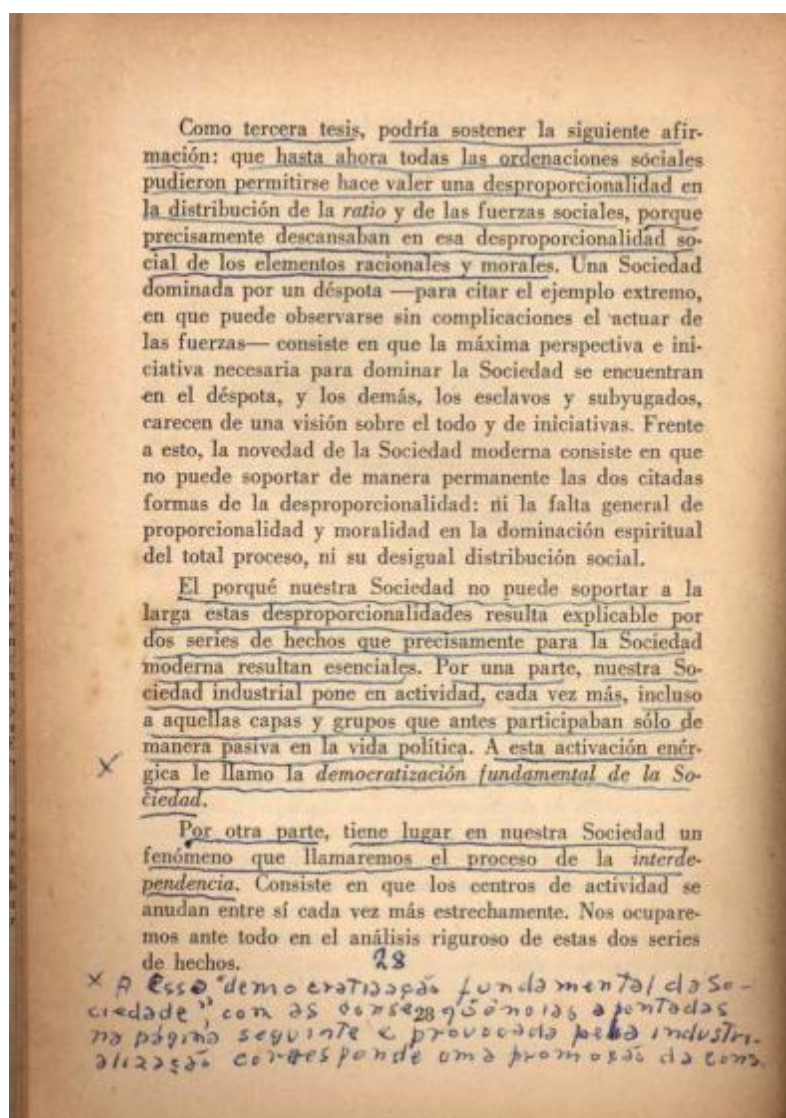 Como tercera tesis, podría sostener la siguiente afir-
mación: que hasta ahora todas las ordenaciones sociales
pudieron permitirse hace valer una desproporcionalidad en
la distribución de la ratio y de las fuerzas sociales, porque
precisamente descansaban en esa desproporcionalidad so-
cial de los elementos racionales y morales. Una Sociedad
dominada por un déspota —para citar el ejemplo extremo,
en que puede observarse sin complicaciones el actuar de
las fuerzas— consiste en que la máxima perspectiva e ini-
ciativa necesaria para dominar la Sociedad se encuentran
en el déspota, y los demás, los esclavos y subyugados,
carecen de una visión sobre el todo y de iniciativas. Frente
a esto, la novedad de la Sociedad moderna consiste en que
no puede soportar de manera permanente las dos citadas
formas de la desproporcionalidad: ni la falta general de
proporcionalidad y moralidad en la dominación espiritual
del total proceso, ni su desigual distribución social.
El porqué nuestra Sociedad no puede soportar a la
larga estas desproporcionalidades resulta explicable por
dos series de hechos que precisamente para la Sociedad
moderna resultan esenciales. Por una parte, nuestra So-
ciedad industrial pone en actividad, cada vez más, incluso
a aquellas capas y grupos que antes participaban sólo de
manera pasiva en la vida política. A esta activación enér-
x gica le llamo la democratización fundamental de la So-
ciedad.
Por otra parte, tiene lugar en nuestra Sociedad un
fenómeno que llamaremos el proceso de la interde-
pendencia. Consiste en que los centros de actividad se
anudan entre sí cada vez más estrechamente. Nos ocupare-
mos ante todo en el análisis riguroso de estas dos series
de hechos. 28
x A Essa "democratização fundamental da So-
ciedade" com as conseqüências apontadas
28
na página seguinte e provocada pela industri-
alização corresponde uma promoção da cons